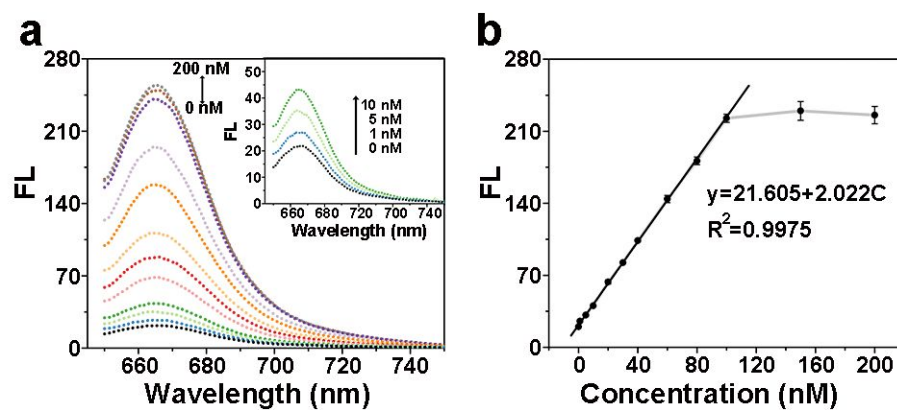 a
280
210
140
70
0
FL
200 nM
0 nM
50
40
30
20
10
0
FL
10 nM
5 nM
1 nM
0 nM
660 680 700 720 740
Wavelength (nm)
660 680 700 720 740
Wavelength (nm)
b
280
210
140
70
0
FL
y=21.605+2.022C
R²=0.9975
0 40 80 120 160 200
Concentration (nM)